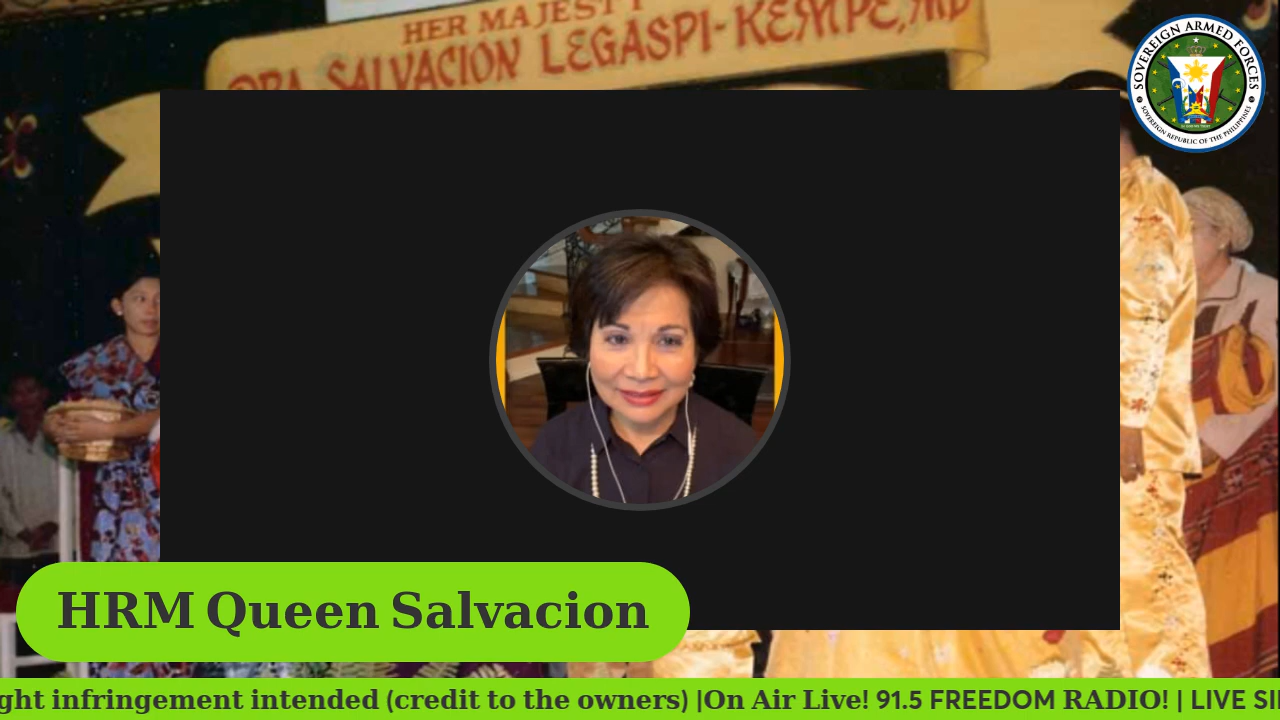 HER MAJESTY
DRA. SALVACION LEGASPI-KEMPE, MD
SOVEREIGN ARMED FORCES
SOVEREIGN REPUBLIC OF THE PHILIPPINES
HRM Queen Salvacion
ght infringement intended (credit to the owners) |On Air Live! 91.5 FREEDOM RADIO! | LIVE